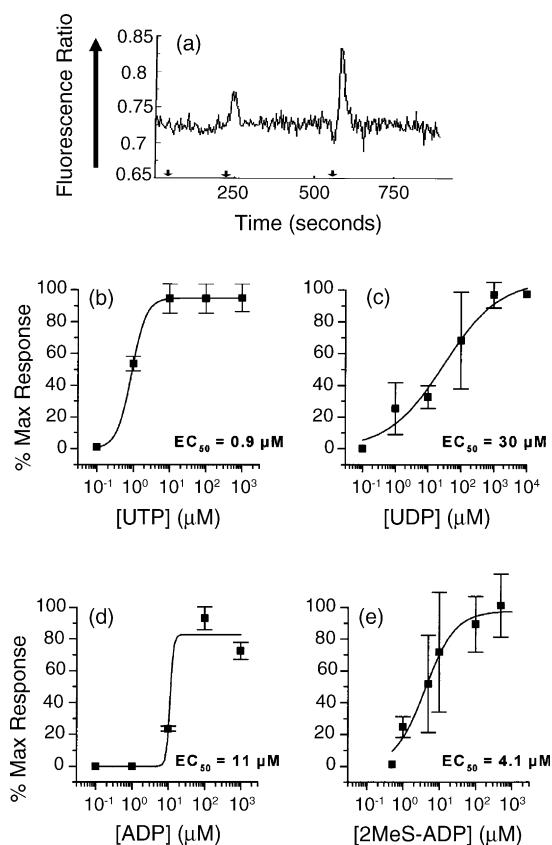 (a)
Fluorescence Ratio
0.85
0.75
0.7
0.65
250
500
750
Time (seconds)
(b)
% Max Response
100
80
60
40
20
0
EC50 = 0.9 µM
10⁻¹ 10⁰ 10¹ 10² 10³
[UTP] (µM)
(c)
100
80
60
40
20
0
EC50 = 30 µM
10⁻¹ 10⁰ 10¹ 10² 10³ 10⁴
[UDP] (µM)
(d)
% Max Response
100
80
60
40
20
0
EC50 = 11 µM
10⁻¹ 10⁰ 10¹ 10² 10³
[ADP] (µM)
(e)
100
80
60
40
20
0
EC50 = 4.1 µM
10⁰ 10¹ 10² 10³
[2MeS-ADP] (µM)